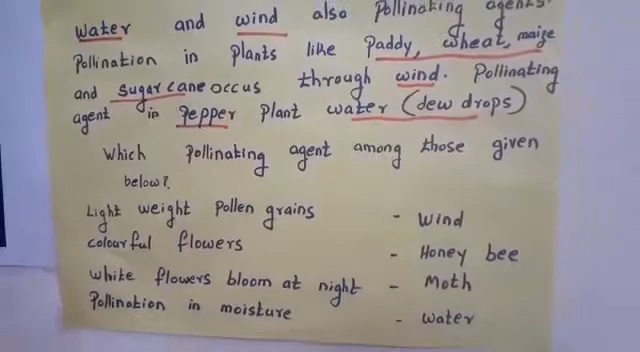 Water and wind also pollinating agents.
Pollination in plants like Paddy, wheat, maize
and sugarcane occus through wind. Pollinating
agent in Pepper plant water (dew drops)
Which pollinating agent among those given
below?
Light weight pollen grains - Wind
colourful flowers - Honey bee
white flowers bloom at night - Moth
Pollination in moisture - water